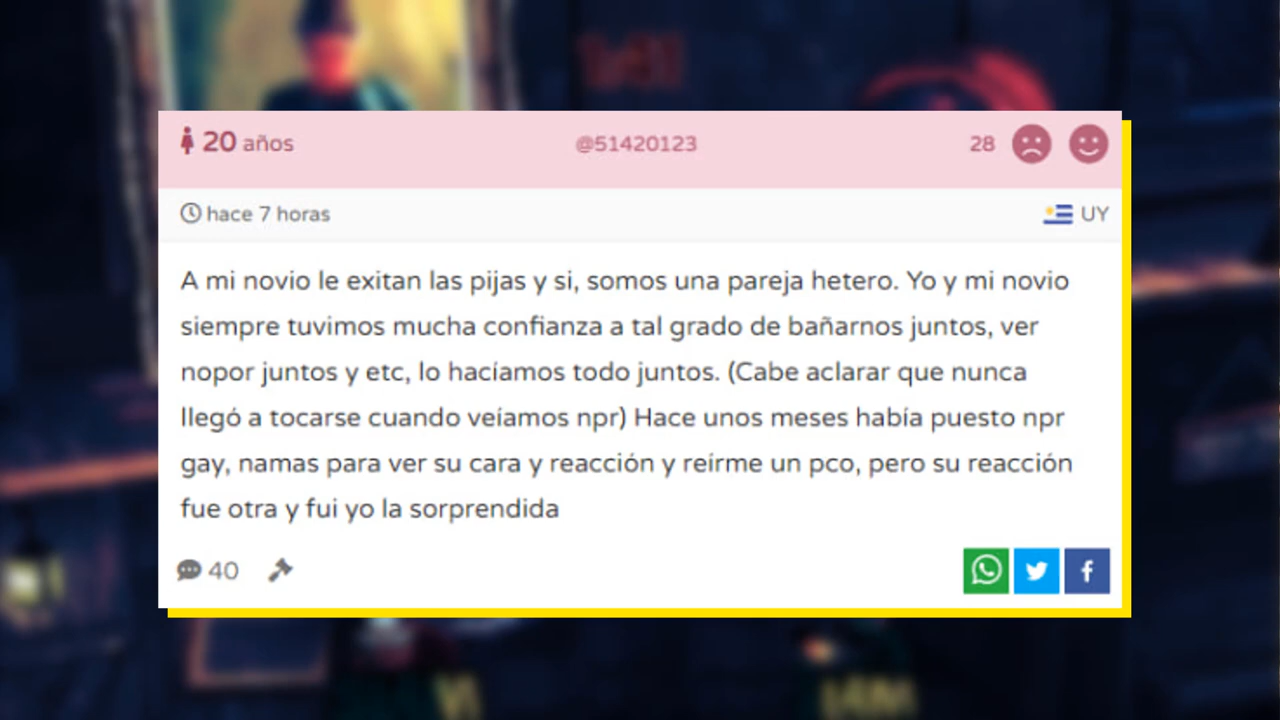 20 años @51420123 28
hace 7 horas UY
A mi novio le exitan las pijas y si, somos una pareja hetero. Yo y mi novio
siempre tuvimos mucha confianza a tal grado de bañarnos juntos, ver
nopor juntos y etc, lo hacíamos todo juntos. (Cabe aclarar que nunca
llegó a tocarse cuando veíamos npr) Hace unos meses había puesto npr
gay, namas para ver su cara y reacción y reírme un pco, pero su reacción
fue otra y fui yo la sorprendida
40